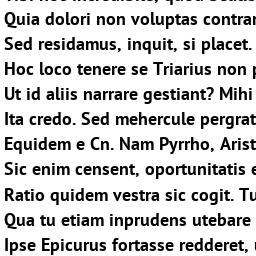 Quia dolori non voluptas contrar
Sed residamus, inquit, si placet.
Hoc loco tenere se Triarius non
Ut id aliis narrare gestiant? Mihi
Ita credo. Sed mehercule pergrat
Equidem e Cn. Nam Pyrrho, Arist
Sic enim censent, oportunitatis
Ratio quidem vestra sic cogit. Tu
Qua tu etiam inprudens utebare
Ipse Epicurus fortasse redderet,